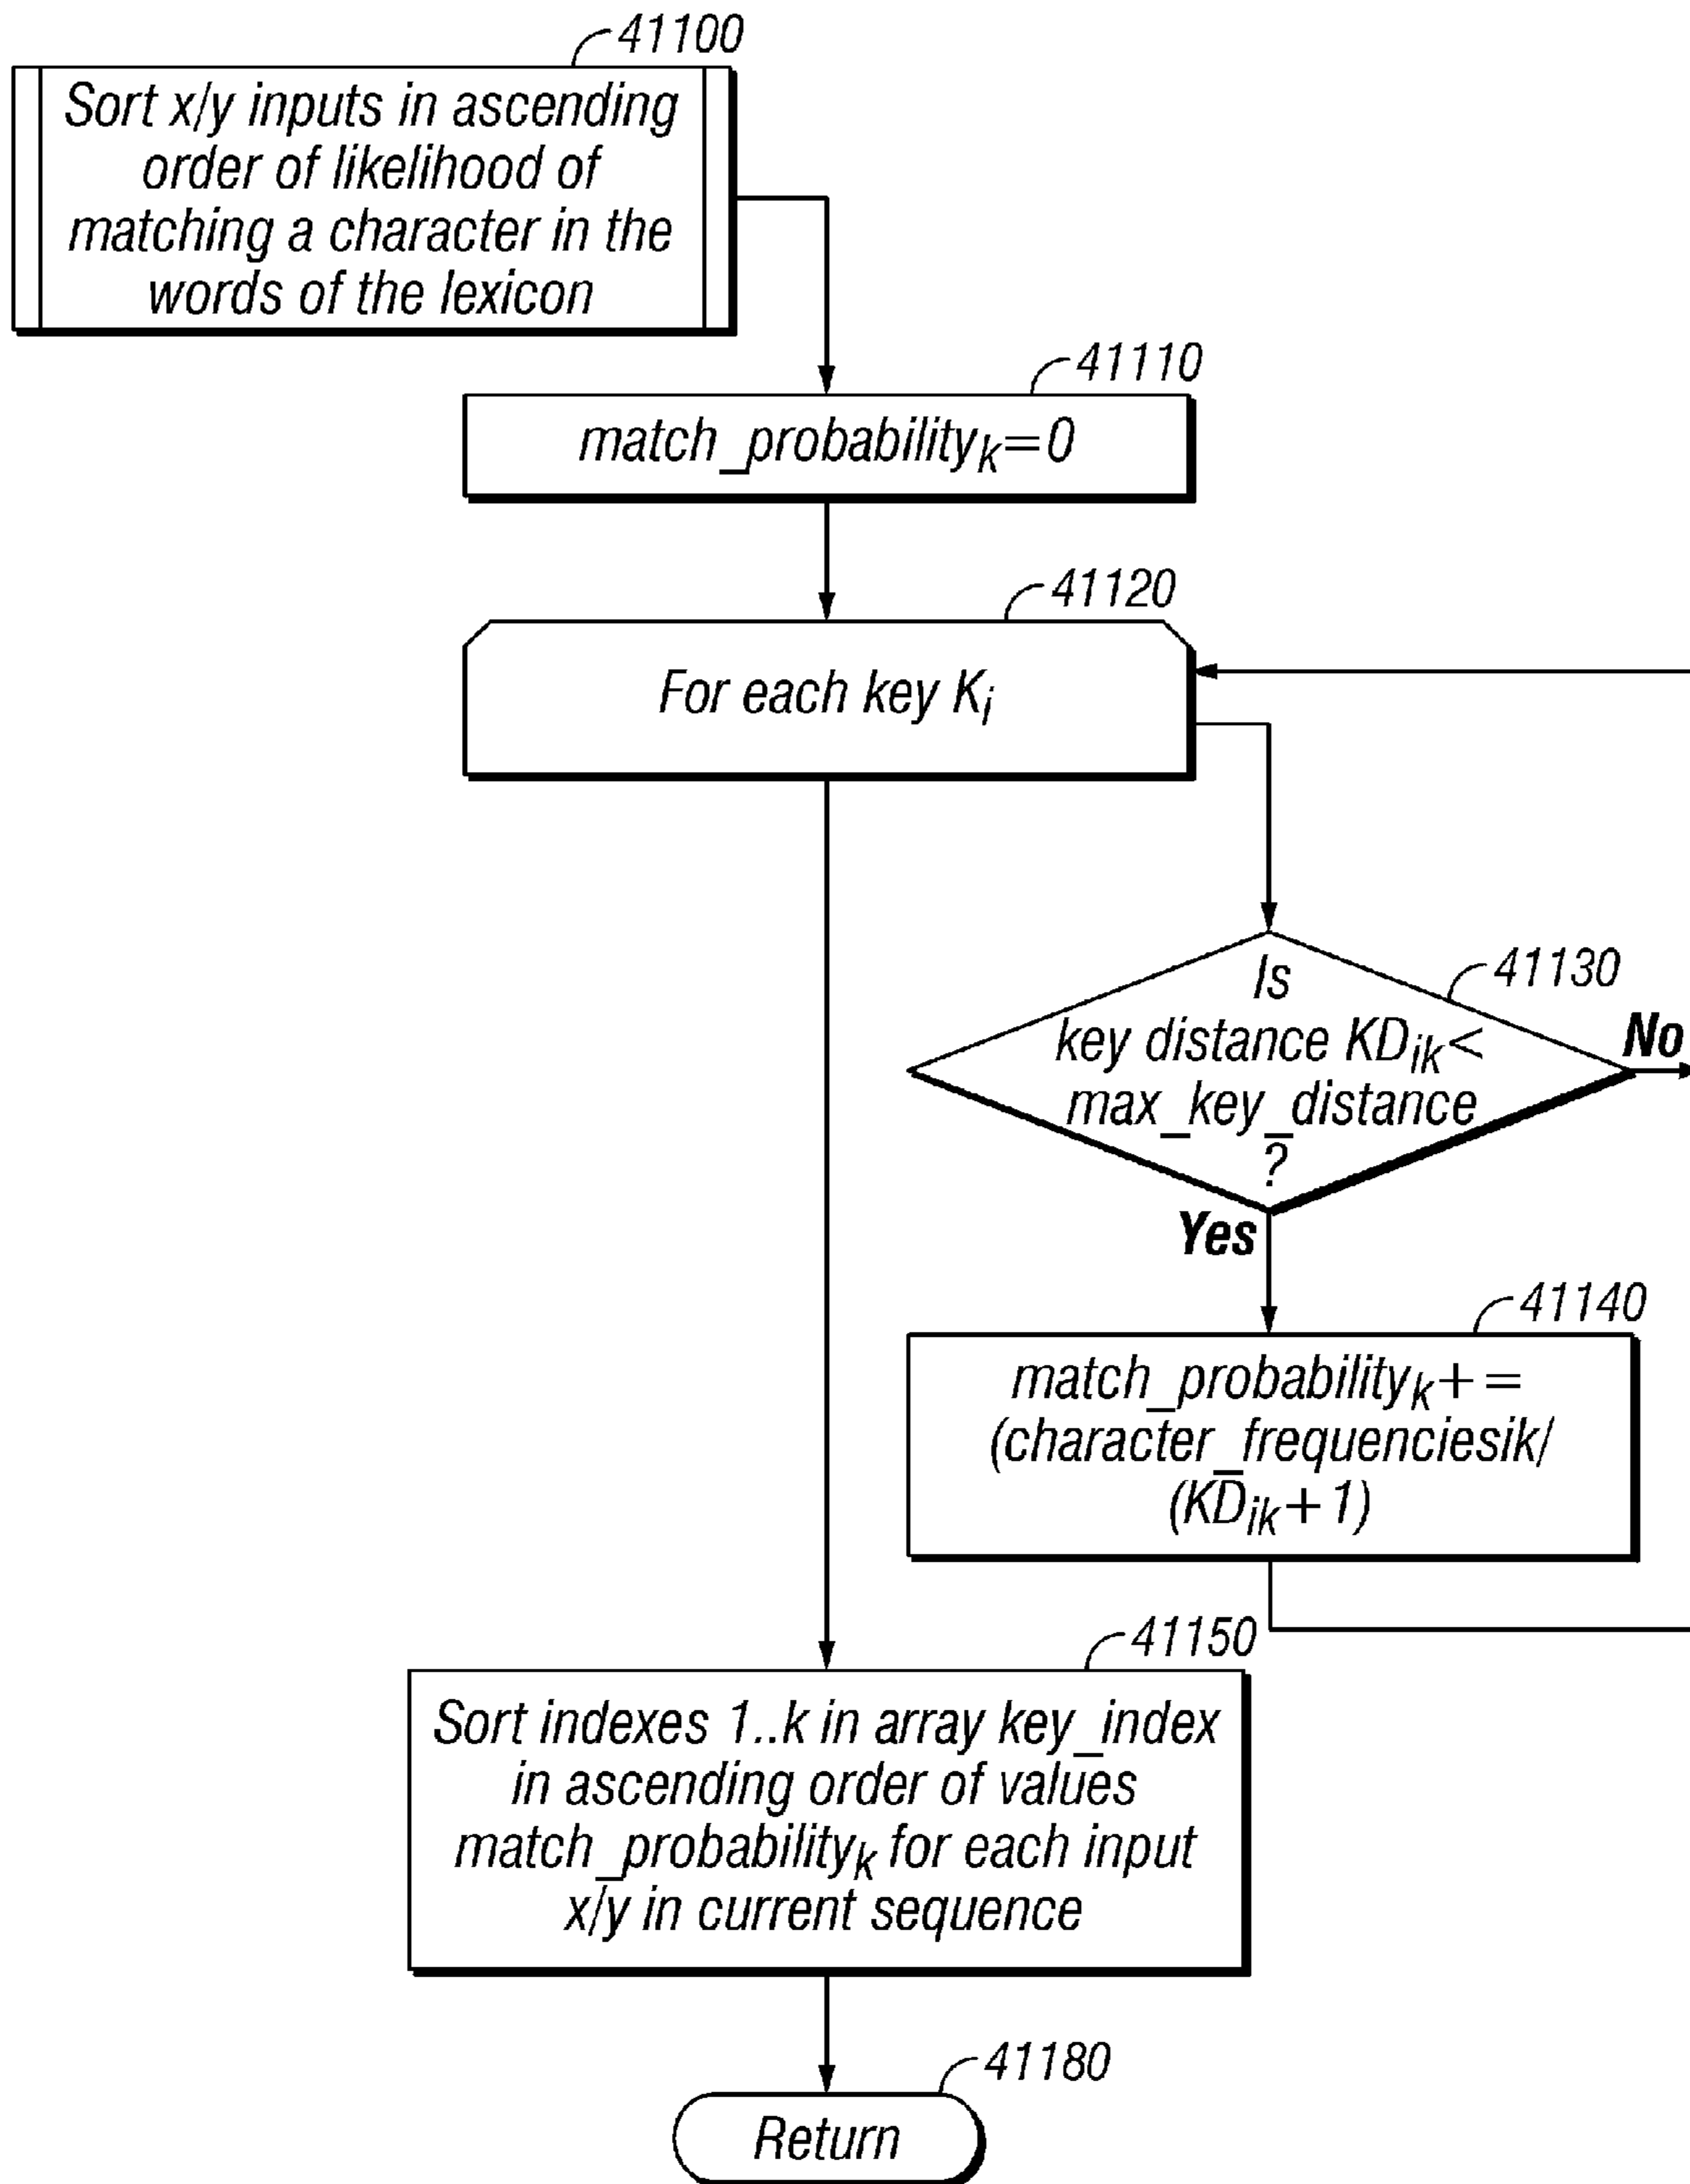 41100
Sort x/y inputs in ascending
order of likelihood of
matching a character in the
words of the lexicon
41110
match_probabilityk=0
41120
For each key Ki
41130
Is
key distance KDik<
max_key_distance
?
No
Yes
41140
match_probabilityk+=
(character_frequenciesik/
(KDik+1)
41150
Sort indexes 1..k in array key_index
in ascending order of values
match_probabilityk for each input
x/y in current sequence
41180
Return